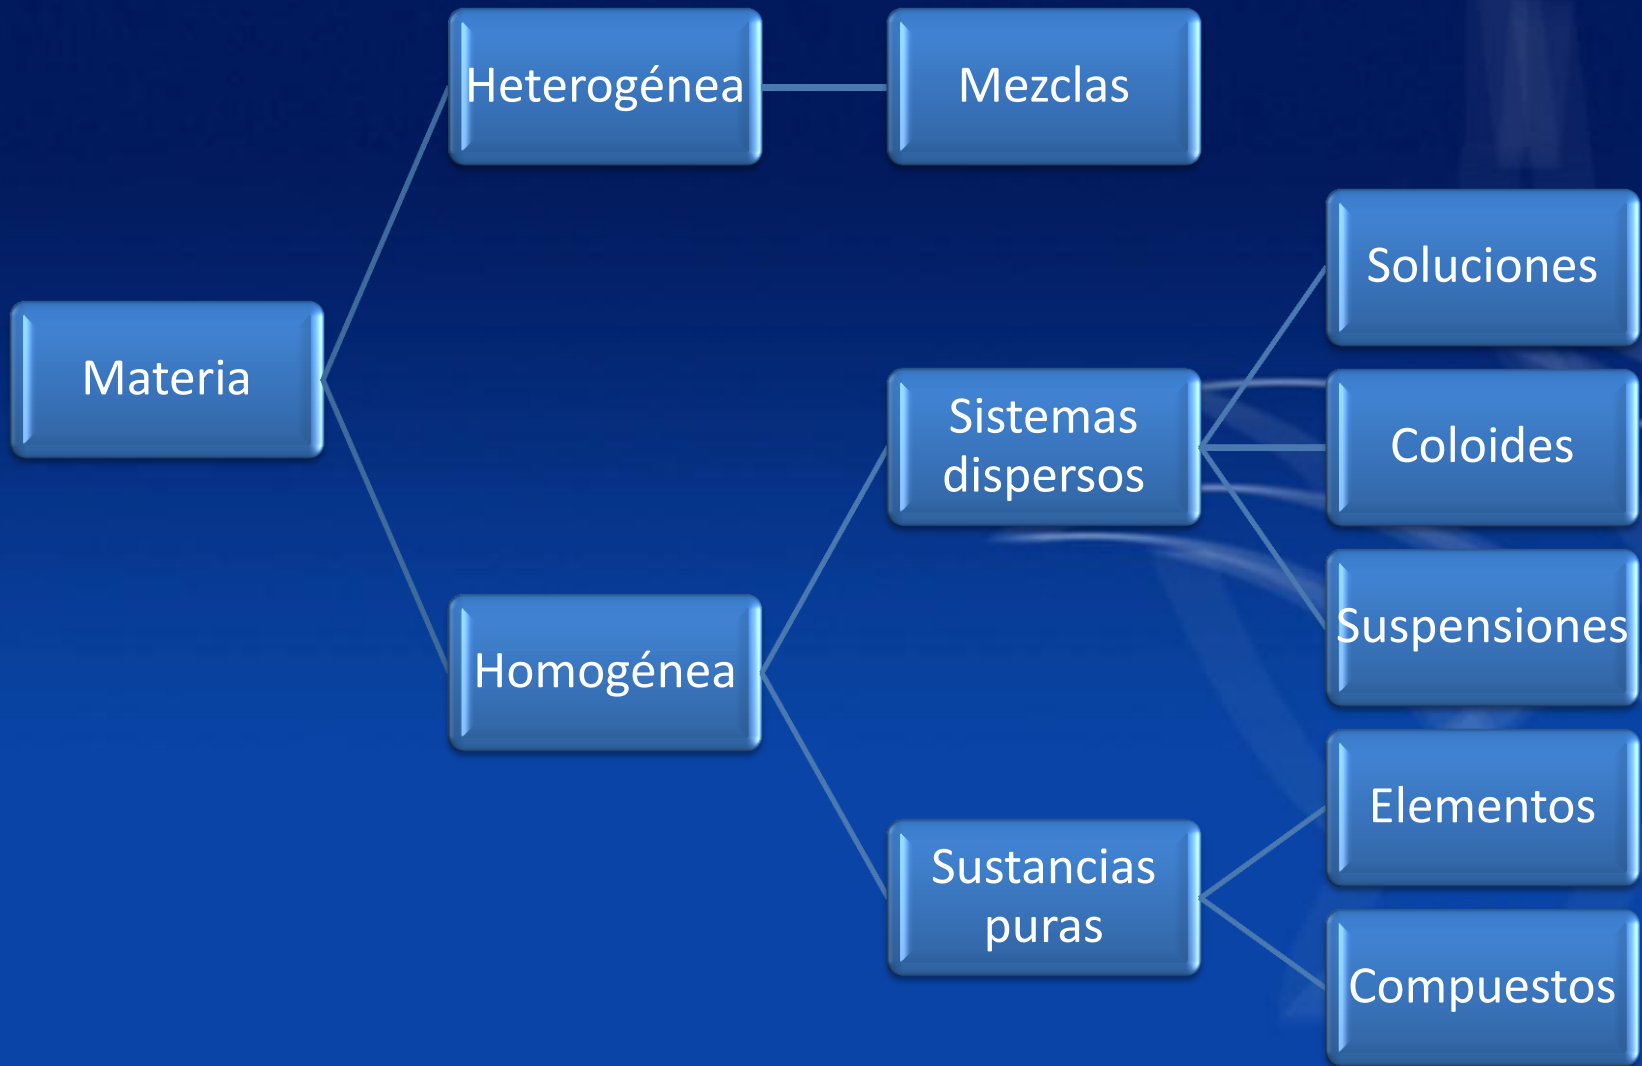 Heterogénea
Mezclas
Soluciones
Materia
Sistemas
dispersos
Coloides
Suspensiones
Homogénea
Elementos
Sustancias
puras
Compuestos